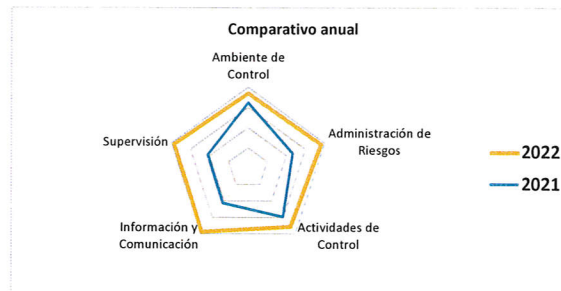 Comparativo anual
Ambiente de
Control
Administración de
Riesgos
Supervisión
2022
2021
Información y
Comunicación
Actividades de
Control